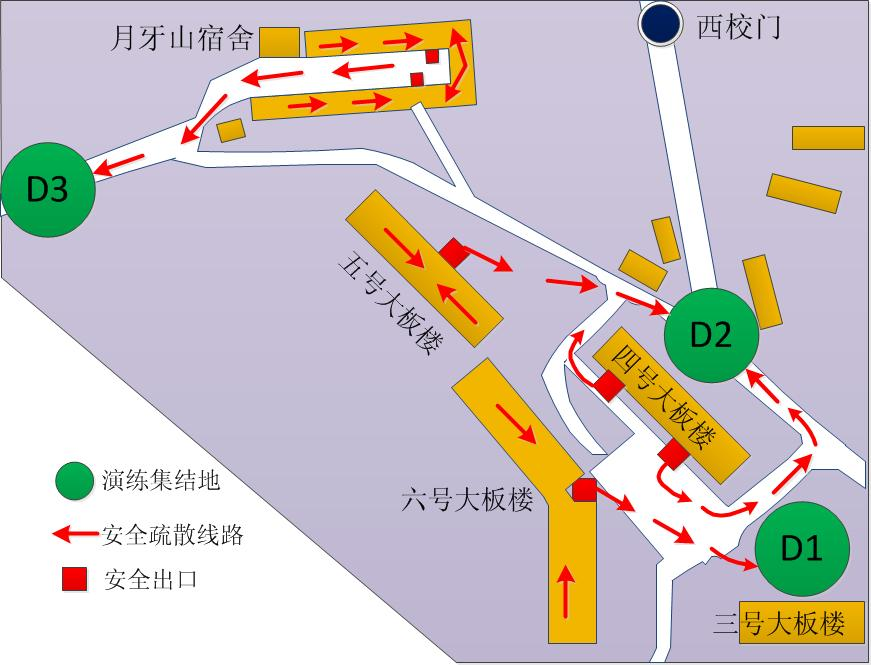 月牙山宿舍
西校门
D3
五号大板楼
D2
四号大板楼
演练集结地
六号大板楼
安全疏散线路
D1
安全出口
三号大板楼